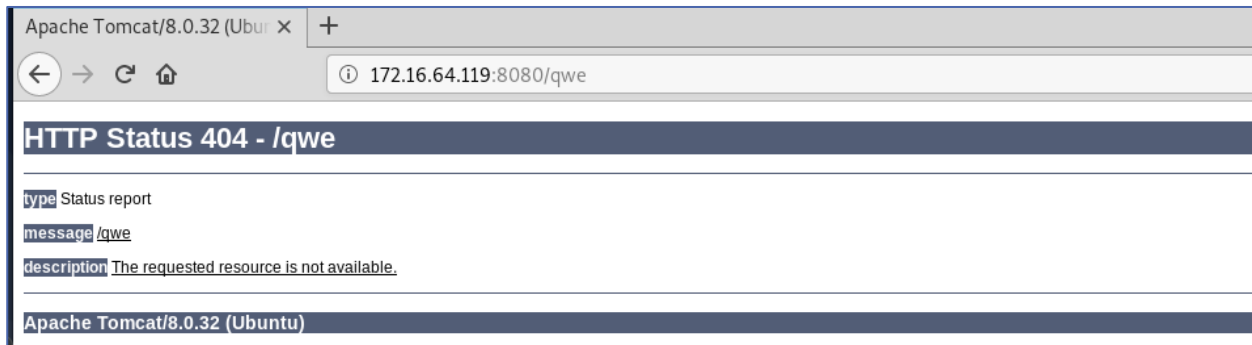 Apache Tomcat/8.0.32 (Ubur
172.16.64.119:8080/qwe
HTTP Status 404 - /qwe
type Status report
message /qwe
description The requested resource is not available.
Apache Tomcat/8.0.32 (Ubuntu)